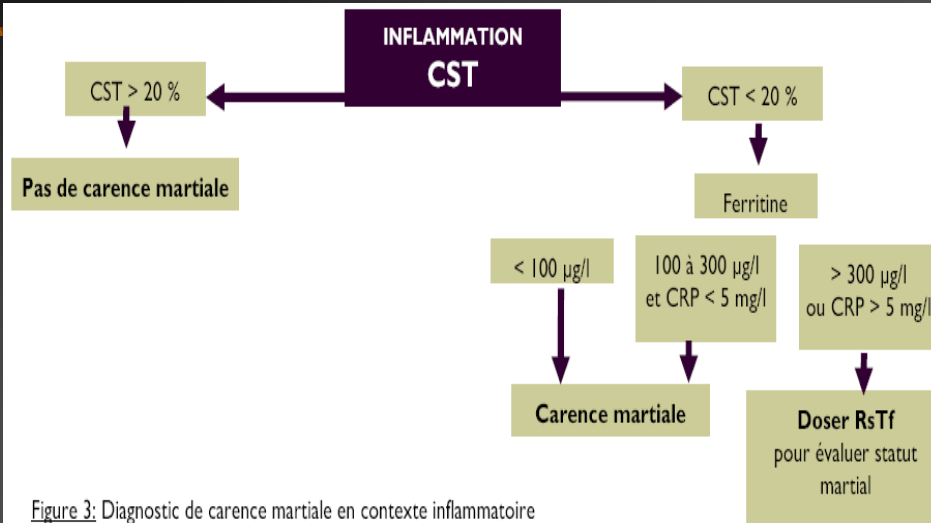 INFLAMMATION
CST
CST > 20 %
CST < 20 %
Pas de carence martiale
Ferritine
< 100 µg/l
100 à 300 µg/l
et CRP < 5 mg/l
> 300 µg/l
ou CRP > 5 mg/l
Carence martiale
Doser RsTf
pour évaluer statut
martial
Figure 3: Diagnostic de carence martiale en contexte inflammatoire